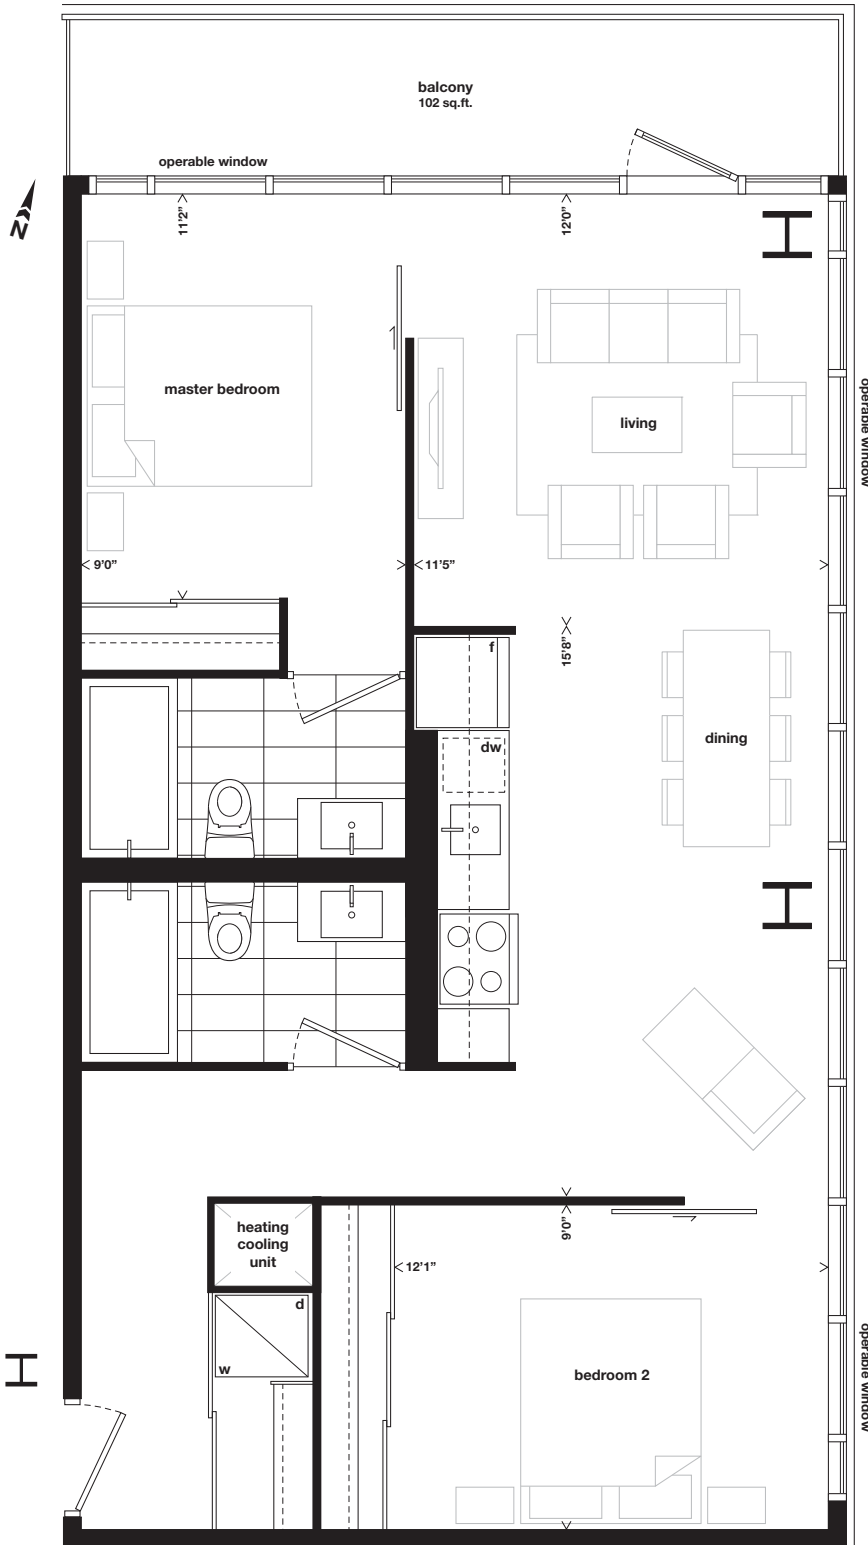 balcony
102 sq.ft.
operable window
N
11'2"
12'0"
operable window
master bedroom
living
9'0"
11'5"
15'8"
f
dw
dining
9'0"
heating
cooling
unit
12'1"
d
w
bedroom 2
operable window